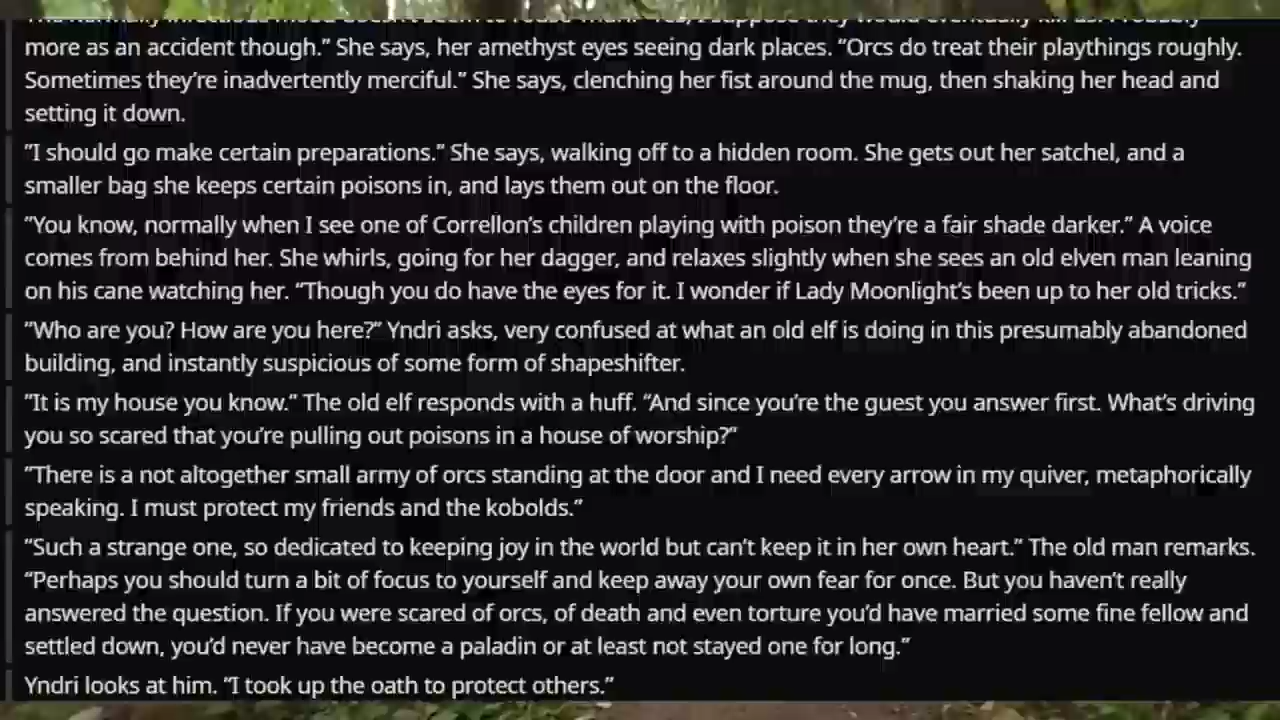 more as an accident though.” She says, her amethyst eyes seeing dark places. “Orcs do treat their playthings roughly.
Sometimes they’re inadvertently merciful.” She says, clenching her fist around the mug, then shaking her head and
setting it down.
“I should go make certain preparations.” She says, walking off to a hidden room. She gets out her satchel, and a
smaller bag she keeps certain poisons in, and lays them out on the floor.
“You know, normally when I see one of Correllon’s children playing with poison they’re a fair shade darker.” A voice
comes from behind her. She whirls, going for her dagger, and relaxes slightly when she sees an old elven man leaning
on his cane watching her. “Though you do have the eyes for it. I wonder if Lady Moonlight’s been up to her old tricks.”
“Who are you? How are you here?” Yndri asks, very confused at what an old elf is doing in this presumably abandoned
building, and instantly suspicious of some form of shapeshifter.
“It is my house you know.” The old elf responds with a huff. “And since you’re the guest you answer first. What’s driving
you so scared that you’re pulling out poisons in a house of worship?”
“There is a not altogether small army of orcs standing at the door and I need every arrow in my quiver, metaphorically
speaking. I must protect my friends and the kobolds.”
“Such a strange one, so dedicated to keeping joy in the world but can’t keep it in her own heart.” The old man remarks.
“Perhaps you should turn a bit of focus to yourself and keep away your own fear for once. But you haven’t really
answered the question. If you were scared of orcs, of death and even torture you’d have married some fine fellow and
settled down, you’d never have become a paladin or at least not stayed one for long.”
Yndri looks at him. “I took up the oath to protect others.”